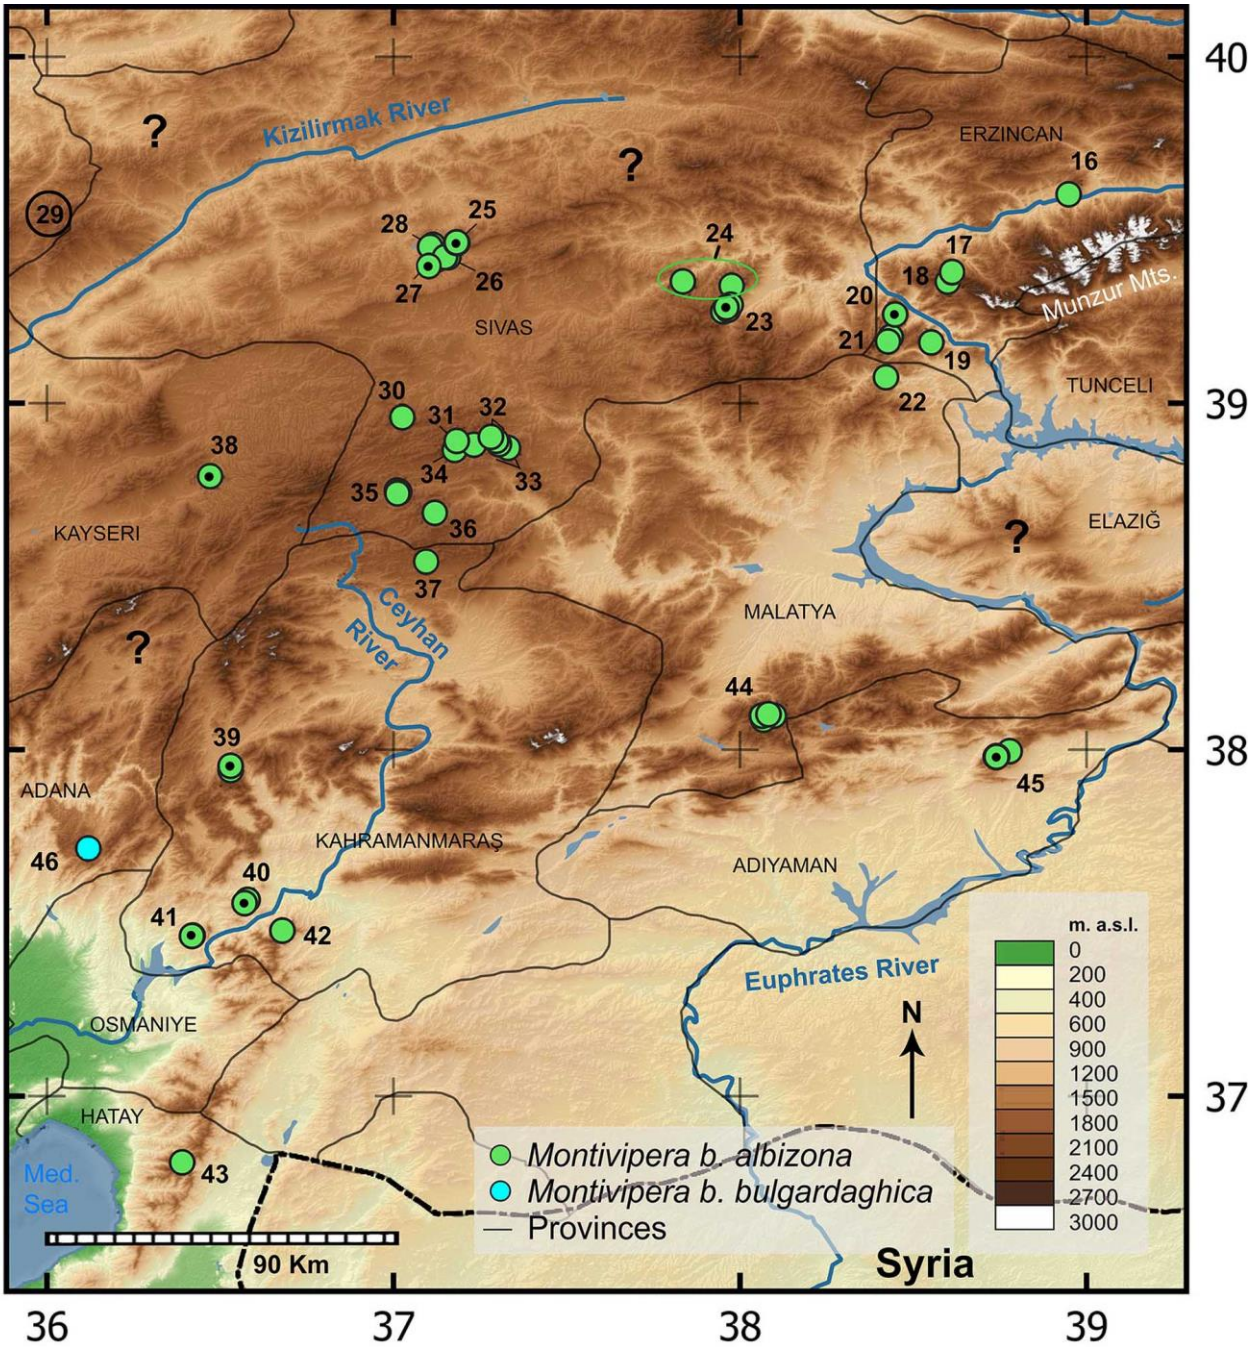 40
?
Kizilirmak River
ERZINCAN
?
16
29
25
28
24
17
18
27
26
20
Munzur Mts.
SIVAS
23
21
19
TUNCELI
30
22
39
31
32
38
34
33
35
36
KAYSERI
?
ELAZIĞ
37
Ceyhan
River
MALATYA
?
44
39
38
ADANA
45
KAHRAMANMARAŞ
46
40
ADIYAMAN
41
42
m. a.s.l.
0
200
400
600
900
1200
1500
1800
2100
2400
2700
3000
Euphrates River
N
OSMANIYE
37
HATAY
43
Med.
Sea
Montivipera b. albizona
Montivipera b. bulgardaghica
Provinces
90 Km
Syria
36
37
38
39